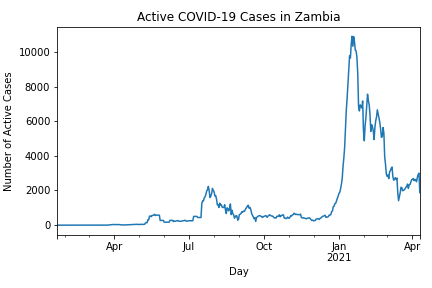 Active COVID-19 Cases in Zambia
Number of Active Cases
10000
8000
6000
4000
2000
0
Apr
Jul
Oct
Jan
2021
Apr
Day